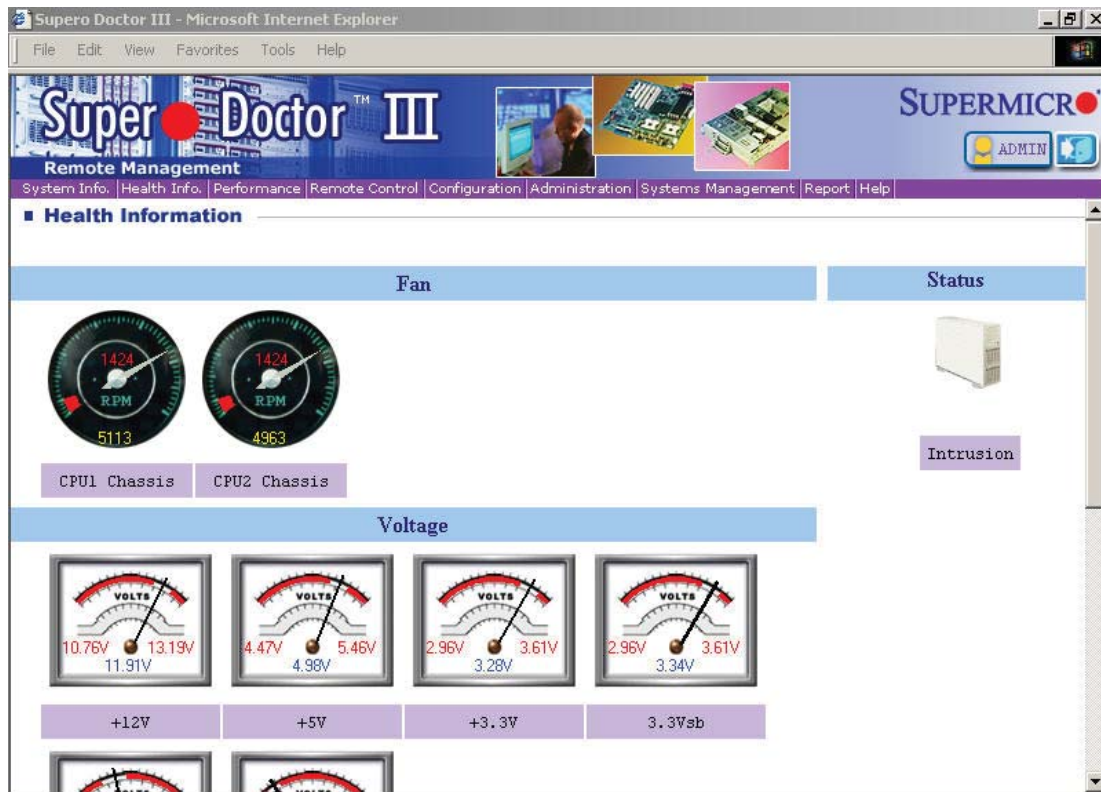 Supero Doctor III - Microsoft Internet Explorer
File Edit View Favorites Tools Help
Super Doctor™ III
Remote Management
SUPERMICR
ADMIN
System Info. Health Info. Performance Remote Control Configuration Administration Systems Management Report Help
Health Information
Fan
Status
1424 RPM 5113
1424 RPM 4963
Intrusion
CPU1 Chassis CPU2 Chassis
Voltage
VOLTS VOLTS VOLTS VOLTS
10.76V 13.19V 4.47V 5.46V 2.96V 3.61V 2.96V 3.61V
11.91V 4.98V 3.28V 3.34V
+12V +5V +3.3V 3.3Vsb